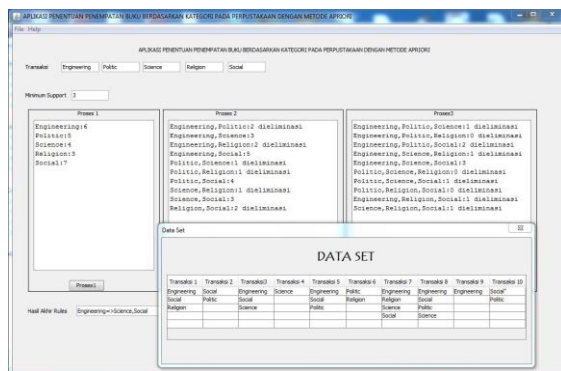 APLIKASI PENENTUAN PENEMPATAN BUKU BERDASARKAN KATEGORI PADA PERPUSTAKAAN DENGAN METODE APRIORI
File Help
APLIKASI PENENTUAN PENEMPATAN BUKU BERDASARKAN KATEGORI PADA PERPUSTAKAAN DENGAN METODE APRIORI
Transaksi Engineering Politic Science Religion Social
Minimum Support 3
Proses 1
Engineering:6
Politic:5
Science:4
Religion:3
Social:7
Proses1
Proses 2
Engineering,Politic:2 dieliminasi
Engineering,Science:3
Engineering,Religion:2 dieliminasi
Engineering,Social:5
Politic,Science:1 dieliminasi
Politic,Religion:1 dieliminasi
Politic,Social:4
Science,Religion:1 dieliminasi
Science,Social:3
Religion,Social:2 dieliminasi
Proses3
Engineering,Politic,Science:1 dieliminasi
Engineering,Politic,Religion:0 dieliminasi
Engineering,Politic,Social:2 dieliminasi
Engineering,Science,Religion:1 dieliminasi
Engineering,Science,Social:3
Politic,Science,Religion:0 dieliminasi
Politic,Science,Social:1 dieliminasi
Politic,Religion,Social:0 dieliminasi
Engineering,Religion,Social:1 dieliminasi
Science,Religion,Social:1 dieliminasi
Hasil Akhir Rules Engineering=>Science,Social
Data Set
DATA SET
Transaksi 1 Transaksi 2 Transaksi3 Transaksi 4 Transaksi 5 Transaksi 6 Transaksi 7 Transaksi 8 Transaksi 9 Transaksi 10
Engineering Social Engineering Science Engineering Politic Engineering Engineering Engineering Social"
Social Politic Social Social Religion Religion Social Politic
Religion Science Politic Science Politic
Social Science